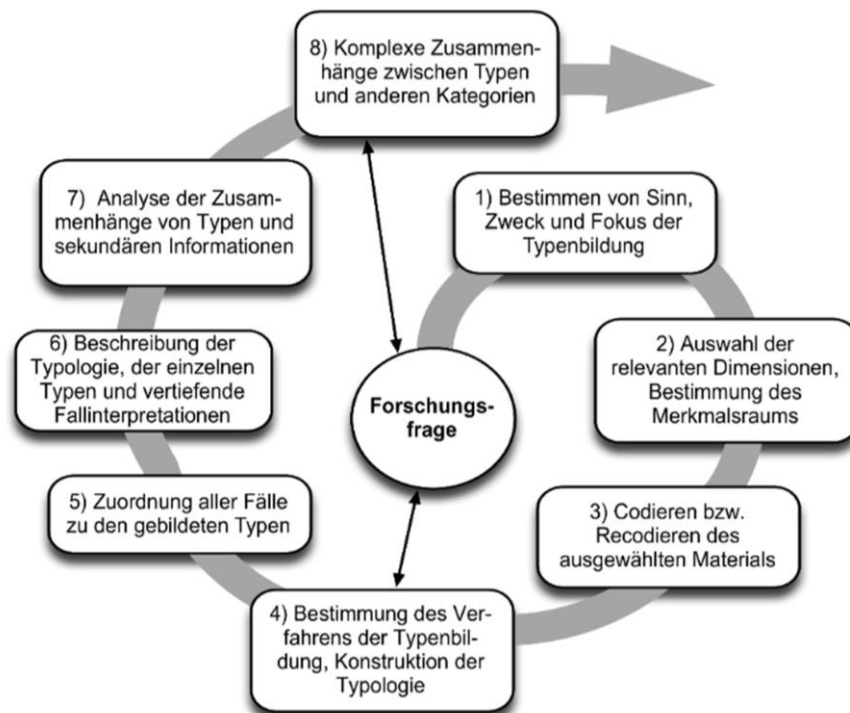 8) Komplexe Zusammen-
hänge zwischen Typen
und anderen Kategorien
7) Analyse der Zusam-
menhänge von Typen und
sekundären Informationen
1) Bestimmen von Sinn,
Zweck und Fokus der
Typenbildung
6) Beschreibung der
Typologie, der einzelnen
Typen und vertiefende
Fallinterpretationen
2) Auswahl der
relevanten Dimensionen,
Bestimmung des
Merkmalsraums
Forschungs-
frage
5) Zuordnung aller Fälle
zu den gebildeten Typen
3) Codieren bzw.
Recodieren des
ausgewählten Materials
4) Bestimmung des Ver-
fahrens der Typenbil-
dung, Konstruktion der
Typologie